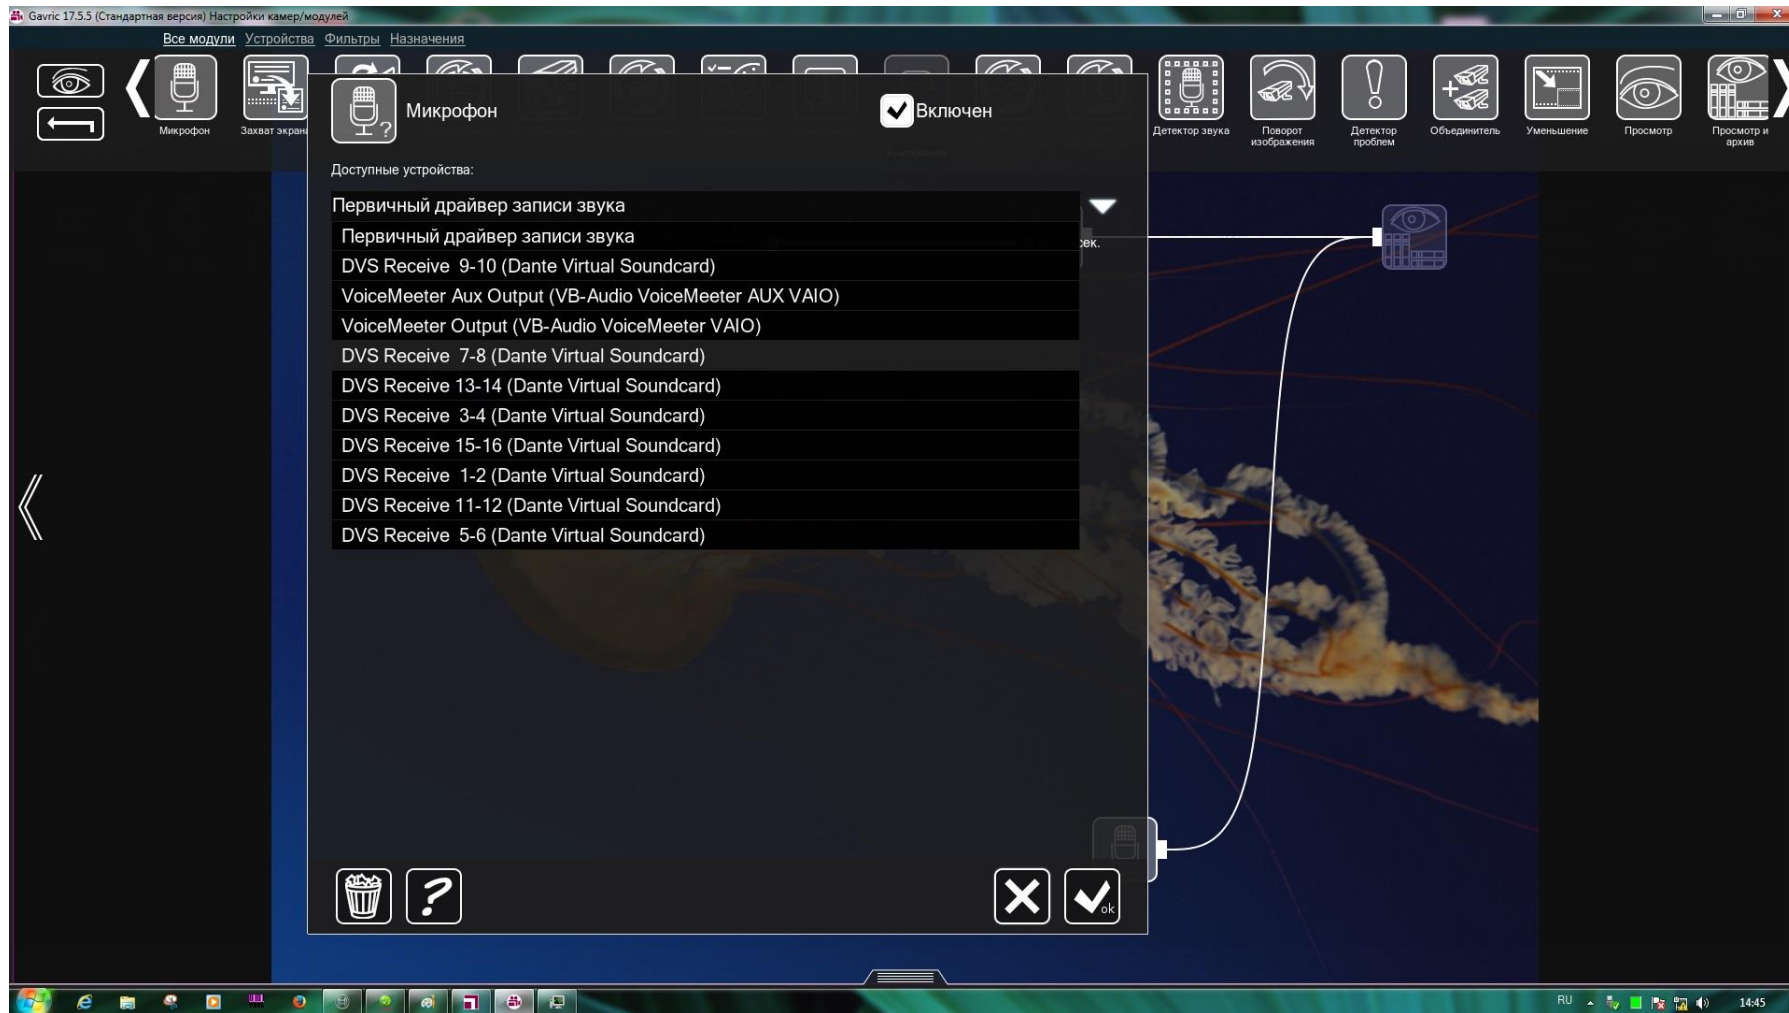 Gavric 17.5.5 (Стандартная версия) Настройки камер/модулей
Все модули Устройства Фильтры Назначения
Микрофон
Захват экрана
Детектор звука
Поворот
изображения
Детектор
проблем
Объединитель
Уменьшение
Просмотр
Просмотр и
архив
Микрофон
Включен
Доступные устройства:
Первичный драйвер записи звука
Первичный драйвер записи звука
сек.
DVS Receive 9-10 (Dante Virtual Soundcard)
VoiceMeeter Aux Output (VB-Audio VoiceMeeter AUX VAIO)
VoiceMeeter Output (VB-Audio VoiceMeeter VAIO)
DVS Receive 7-8 (Dante Virtual Soundcard)
DVS Receive 13-14 (Dante Virtual Soundcard)
DVS Receive 3-4 (Dante Virtual Soundcard)
DVS Receive 15-16 (Dante Virtual Soundcard)
DVS Receive 1-2 (Dante Virtual Soundcard)
DVS Receive 11-12 (Dante Virtual Soundcard)
DVS Receive 5-6 (Dante Virtual Soundcard)
ok
RU
14:45